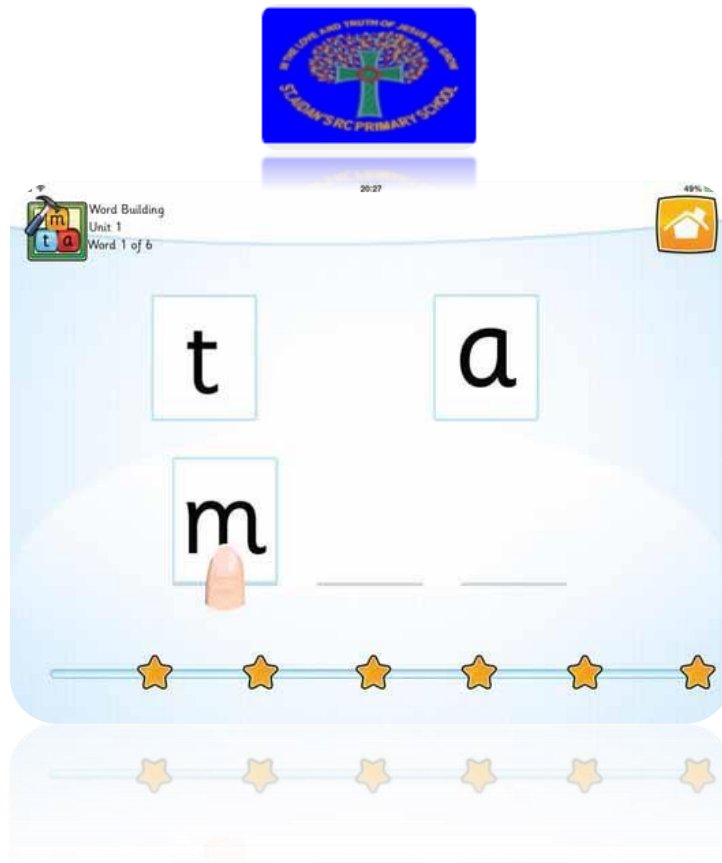 IN THE LOVE AND TRUTH OF JESUS WE GROW
ST. AIDAN'S RC PRIMARY SCHOOL
20:27
49%
m
t a
Word Building
Unit 1
Word 1 of 6
t a
m